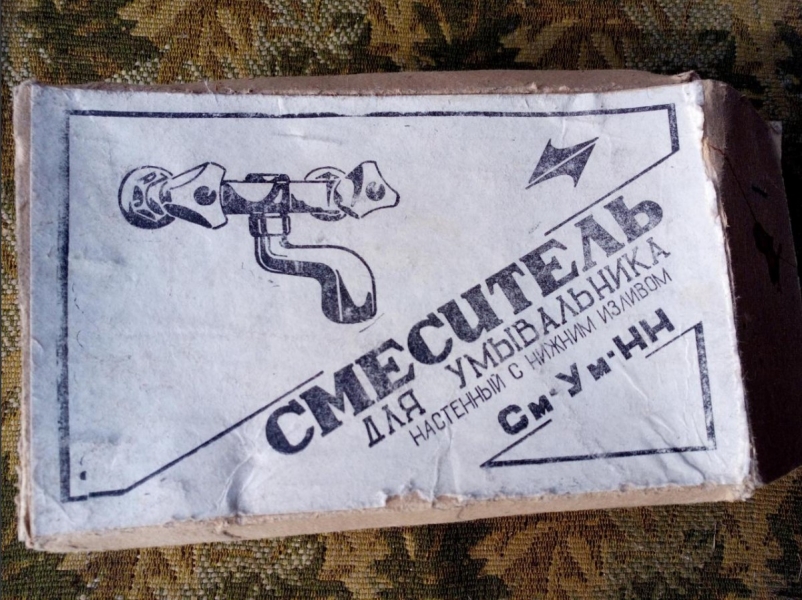 СМЕСИТЕЛЬ
ДЛЯ УМЫВАЛЬНИКА
НАСТЕННЫЙ С НИЖНИМ ИЗЛИВОМ
См-Ум-НН